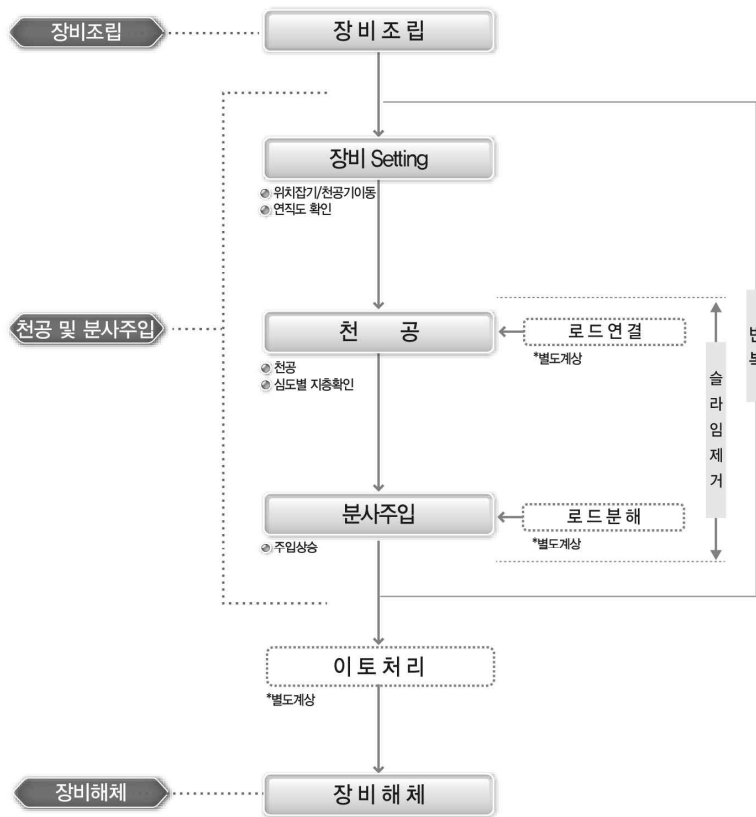 장비조립
장 비 조 립
장비 Setting
위치잡기/천공기이동
연직도 확인
천공 및 분사주입
천 공
로드연결
*별도계상
천공
심도별 지층확인
반
복
슬
라
임
제
거
분사주입
로드분해
*별도계상
주입상승
이 토 처 리
*별도계상
장비해체
장 비 해 체